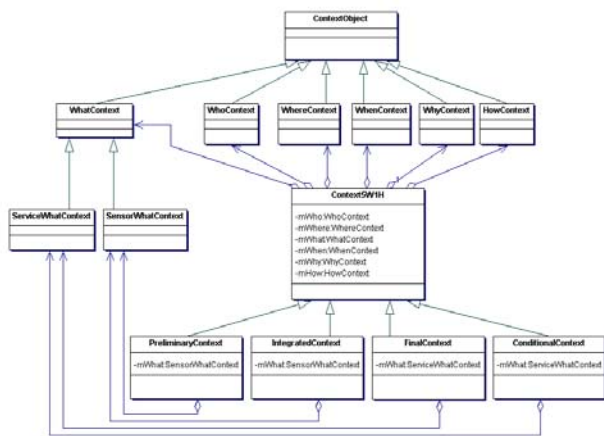 ContextObject
WhatContext
WhoContext
WhereContext
WhenContext
WhyContext
HowContext
1
ServiceWhatContext
SensorWhatContext
Context5W1H
-mWho:WhoContext
-mWhere:WhereContext
-mWhat:WhatContext
-mWhen:WhenContext
-mWhy:WhyContext
-mHow:HowContext
PreliminaryContext
-mWhat:SensorWhatContext
IntegratedContext
-mWhat:SensorWhatContext
FinalContext
-mWhat:ServiceWhatContext
ConditionalContext
-mWhat:ServiceWhatContext